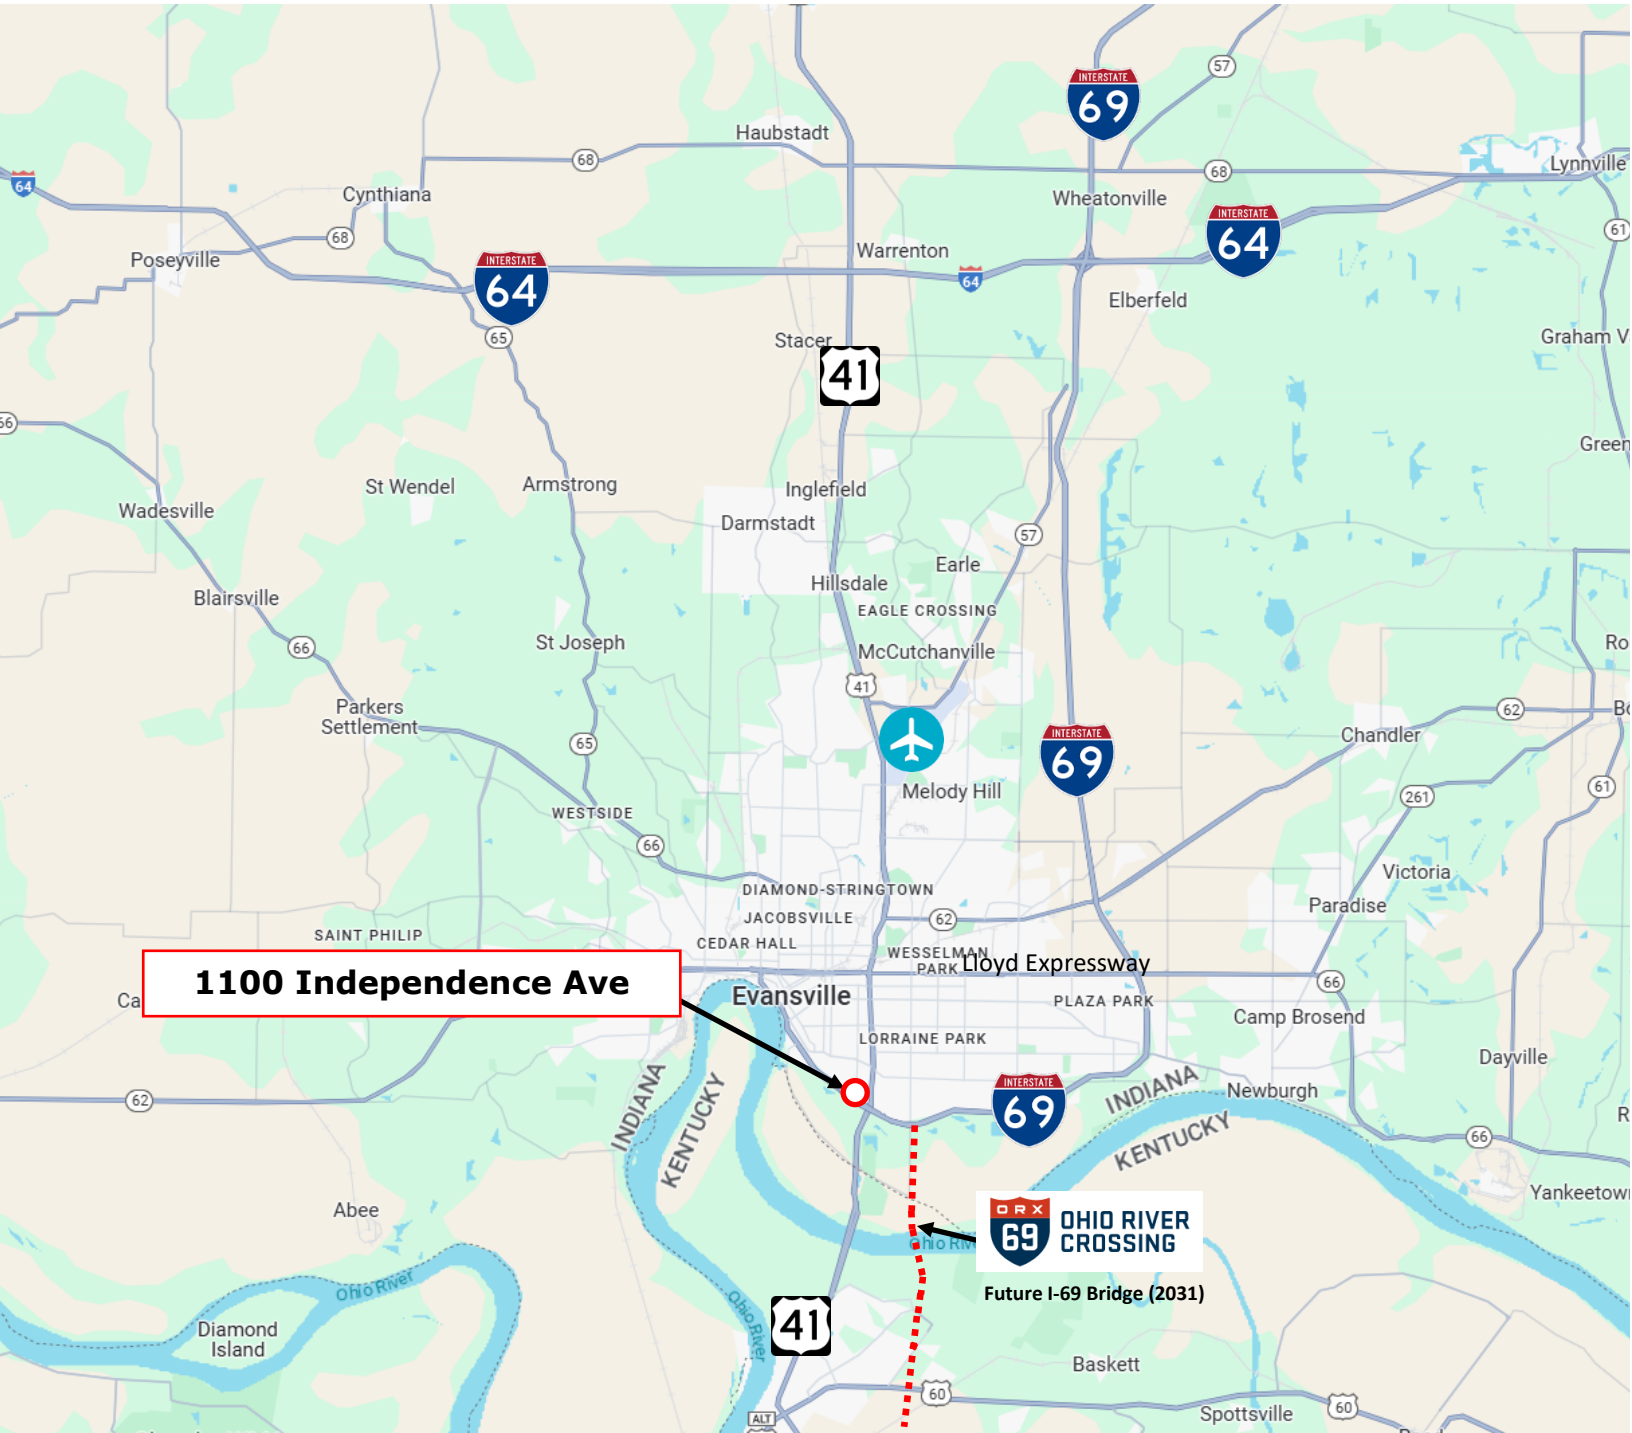 INTERSTATE
69
57
Haubstadt
68
68
Lynnville
64
Cynthiana
Wheatonville
INTERSTATE
64
61
68
Poseyville
Warrenton
INTERSTATE
64
64
Elberfeld
65
Stacer
Graham V
41
66
Green
St Wendel
Armstrong
Inglefield
Wadesville
Darmstadt
57
Earle
Hillsdale
Blairsville
EAGLE CROSSING
St Joseph
66
McCutchanville
Ro
41
Parkers
Settlement
62
Bo
Chandler
65
INTERSTATE
69
Melody Hill
261
61
WESTSIDE
66
Victoria
DIAMOND-STRINGTOWN
JACOBSVILLE
62
Paradise
SAINT PHILIP
CEDAR HALL
WESSELMAN
PARK
Lloyd Expressway
1100 Independence Ave
66
Ca
Evansville
PLAZA PARK
Camp Brosend
LORRAINE PARK
Dayville
INTERSTATE
69
INDIANA
KENTUCKY
INDIANA
KENTUCKY
Newburgh
62
R
66
Yankeetown
Abee
ORX
69
OHIO RIVER
CROSSING
Ohio Rive
Future I-69 Bridge (2031)
Ohio River
Ohio River
Diamond
Island
41
Baskett
60
60
ALT
Spottsville